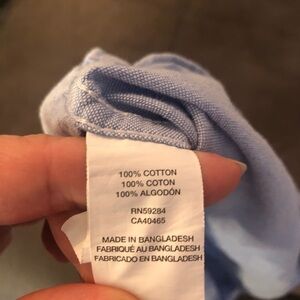 100% COTTON
100% COTON
100% ALGODÓN
RN59284
CA40465
MADE IN BANGLADESH
FABRIQUÉ AU BANGLADESH
FABRICADO EN BANGLADESH